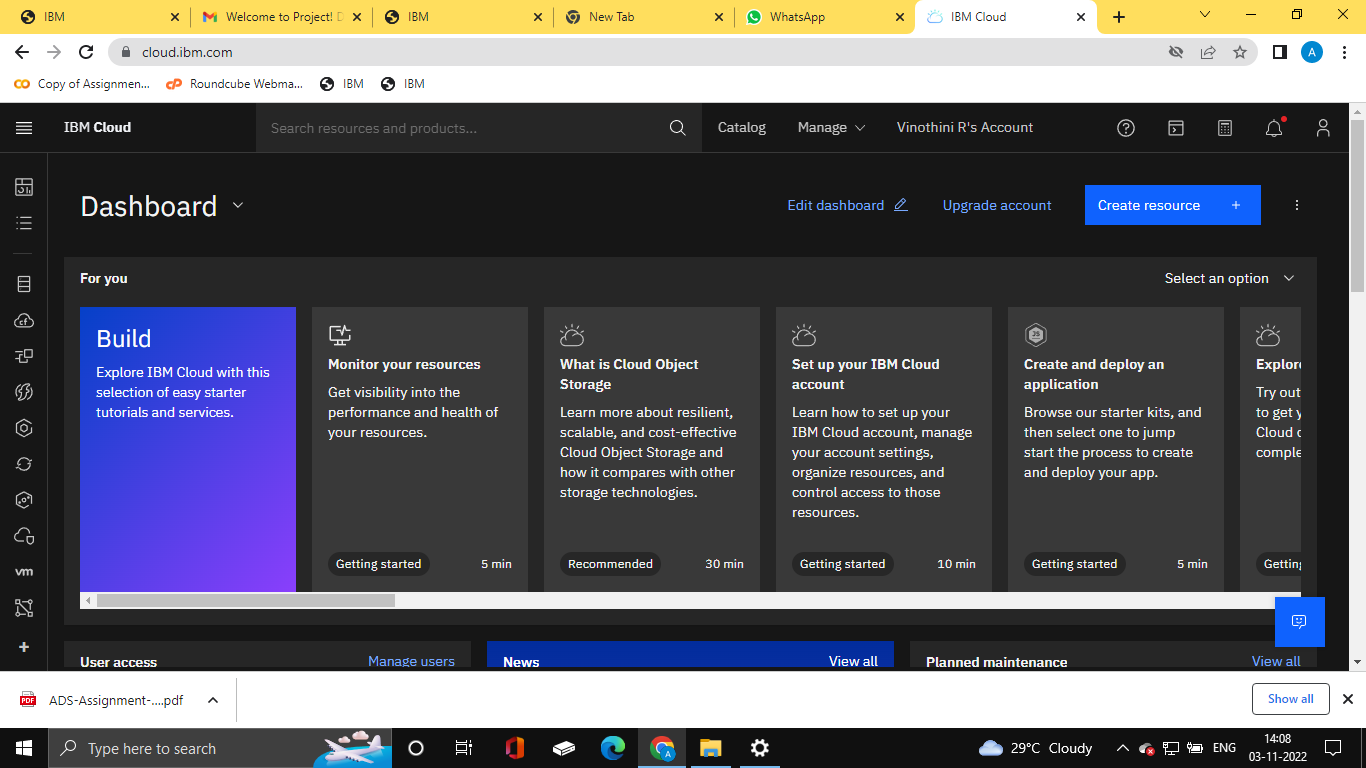 IBM
Welcome to Project! D
IBM
New Tab
WhatsApp
IBM Cloud
cloud.ibm.com
A
Copy of Assignmen...
Roundcube Webma...
IBM
IBM
IBM Cloud
Search resources and products...
Catalog
Manage
Vinothini R's Account
Dashboard
Edit dashboard
Upgrade account
Create resource +
For you
Select an option
Build
Explore IBM Cloud with this
selection of easy starter
tutorials and services.
Monitor your resources
Get visibility into the
performance and health of
your resources.
Getting started
5 min
What is Cloud Object
Storage
Learn more about resilient,
scalable, and cost-effective
Cloud Object Storage and
how it compares with other
storage technologies.
Recommended
30 min
Set up your IBM Cloud
account
Learn how to set up your
IBM Cloud account, manage
your account settings,
organize resources, and
control access to those
resources.
Getting started
10 min
JS
Create and deploy an
application
Browse our starter kits, and
then select one to jump
start the process to create
and deploy your app.
Getting started
5 min
Explore
Try out
to get y
Cloud c
comple
Getting
cf
vm
User access
Manage users
News
View all
Planned maintenance
View all
PDF
ADS-Assignment-....pdf
Show all
Type here to search
A
29°C Cloudy
ENG
14:08
03-11-2022